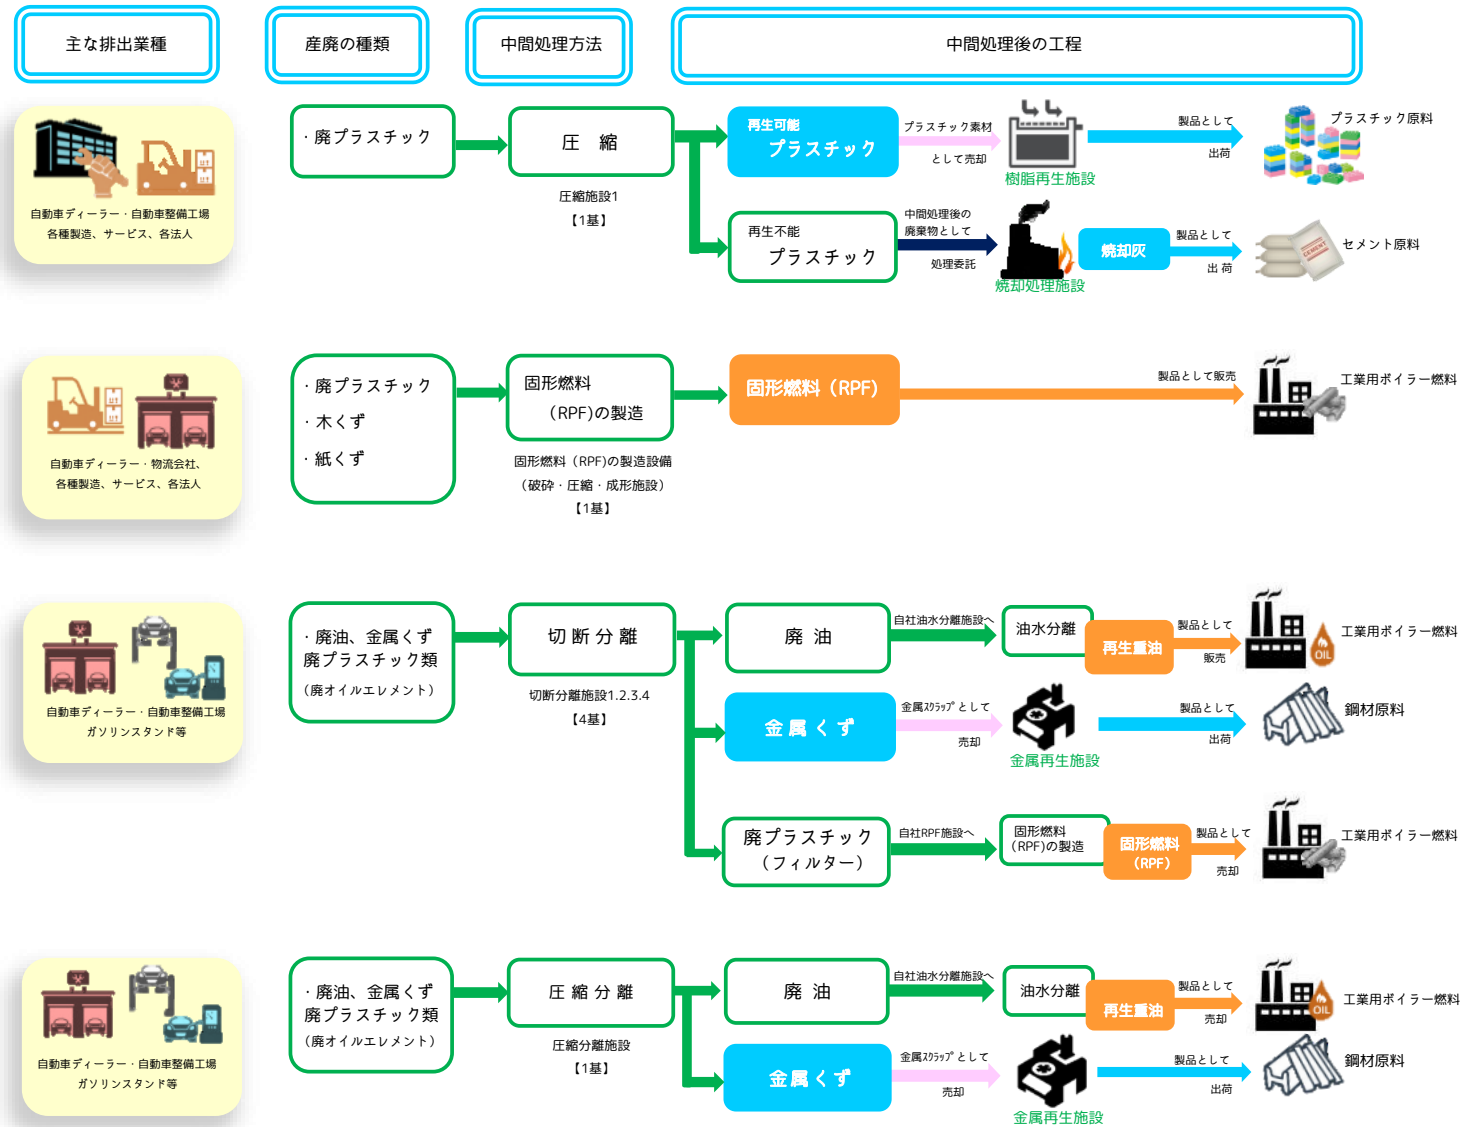 主な排出業種
産廃の種類
中間処理方法
中間処理後の工程
自動車ディーラー・自動車整備工場
各種製造、サービス、各法人
・廃プラスチック
圧 縮
圧縮施設1
【1基】
再生可能
プラスチック
プラスチック素材
として売却
樹脂再生施設
製品として
出荷
プラスチック原料
再生不能
プラスチック
中間処理後の
廃棄物として
処理委託
焼却処理施設
焼却灰
製品として
出 荷
CEMENT
セメント原料
自動車ディーラー・物流会社、
各種製造、サービス、各法人
・廃プラスチック
・木くず
・紙くず
固形燃料
(RPF)の製造
固形燃料（RPF)の製造設備
（破砕・圧縮・成形施設）
【1基】
固形燃料（RPF)
製品として販売
工業用ボイラー燃料
自動車ディーラー・自動車整備工場
ガソリンスタンド等
・廃油、金属くず
廃プラスチック類
（廃オイルエレメント）
切断分離
切断分離施設1.2.3.4
【4基】
廃 油
自社油水分離施設へ
油水分離
再生重油
製品として
販売
OIL
工業用ボイラー燃料
金属くず
金属ｽｸﾗｯﾌﾟとして
売却
金属再生施設
製品として
出荷
鋼材原料
廃プラスチック
（フィルター）
自社RPF施設へ
固形燃料
(RPF)の製造
固形燃料
（RPF）
製品として
売却
工業用ボイラー燃料
自動車ディーラー・自動車整備工場
ガソリンスタンド等
・廃油、金属くず
廃プラスチック類
（廃オイルエレメント）
圧縮分離
圧縮分離施設
【1基】
廃 油
自社油水分離施設へ
油水分離
再生重油
製品として
売却
OIL
工業用ボイラー燃料
金属くず
金属ｽｸﾗｯﾌﾟとして
売却
金属再生施設
製品として
出荷
鋼材原料